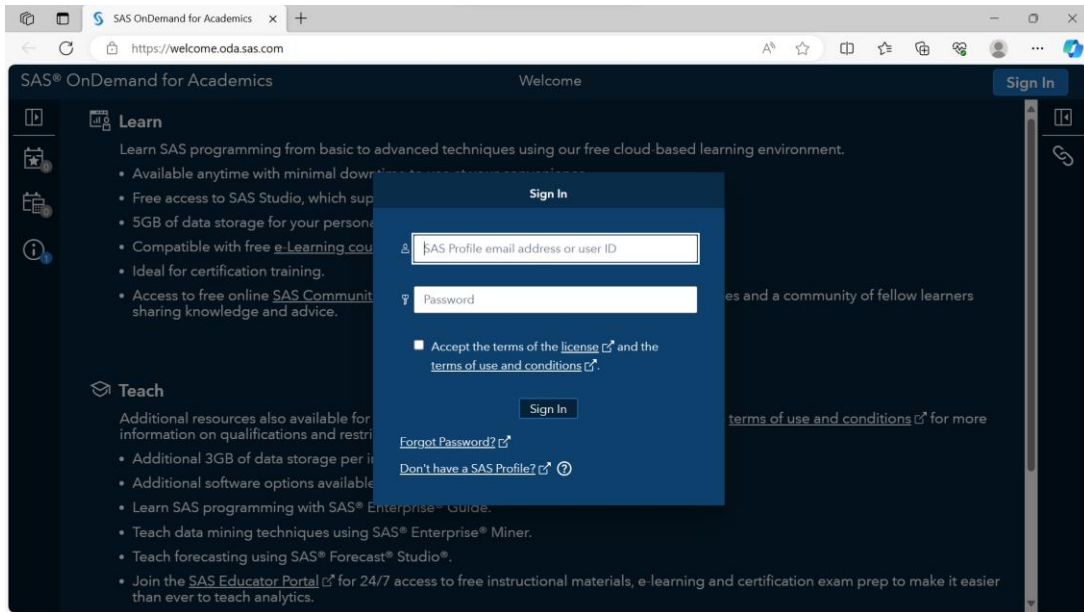 SAS OnDemand for Academics
https://welcome.oda.sas.com
SAS® OnDemand for Academics
Welcome
Sign In
0
0
1
Learn
Learn SAS programming from basic to advanced techniques using our free cloud-based learning environment.
• Available anytime with minimal
• Free access to SAS Studio, which
• 5GB of data storage for your
• Compatible with free e-Learning
• Ideal for certification training.
• Access to free online SAS
es and a community of fellow learners
sharing knowledge and advice.
Sign In
SAS Profile email address or user ID
Password
Accept the terms of the license and the
terms of use and conditions.
Sign In
Forgot Password?
Don't have a SAS Profile?
Teach
Additional resources also available for
terms of use and conditions for more
information on qualifications and
• Additional 3GB of data storage per
• Additional software options available
• Learn SAS programming with SAS® Enterprise® Guide.
• Teach data mining techniques using SAS® Enterprise® Miner.
• Teach forecasting using SAS® Forecast® Studio®.
• Join the SAS Educator Portal for 24/7 access to free instructional materials, e-learning and certification exam prep to make it easier
than ever to teach analytics.